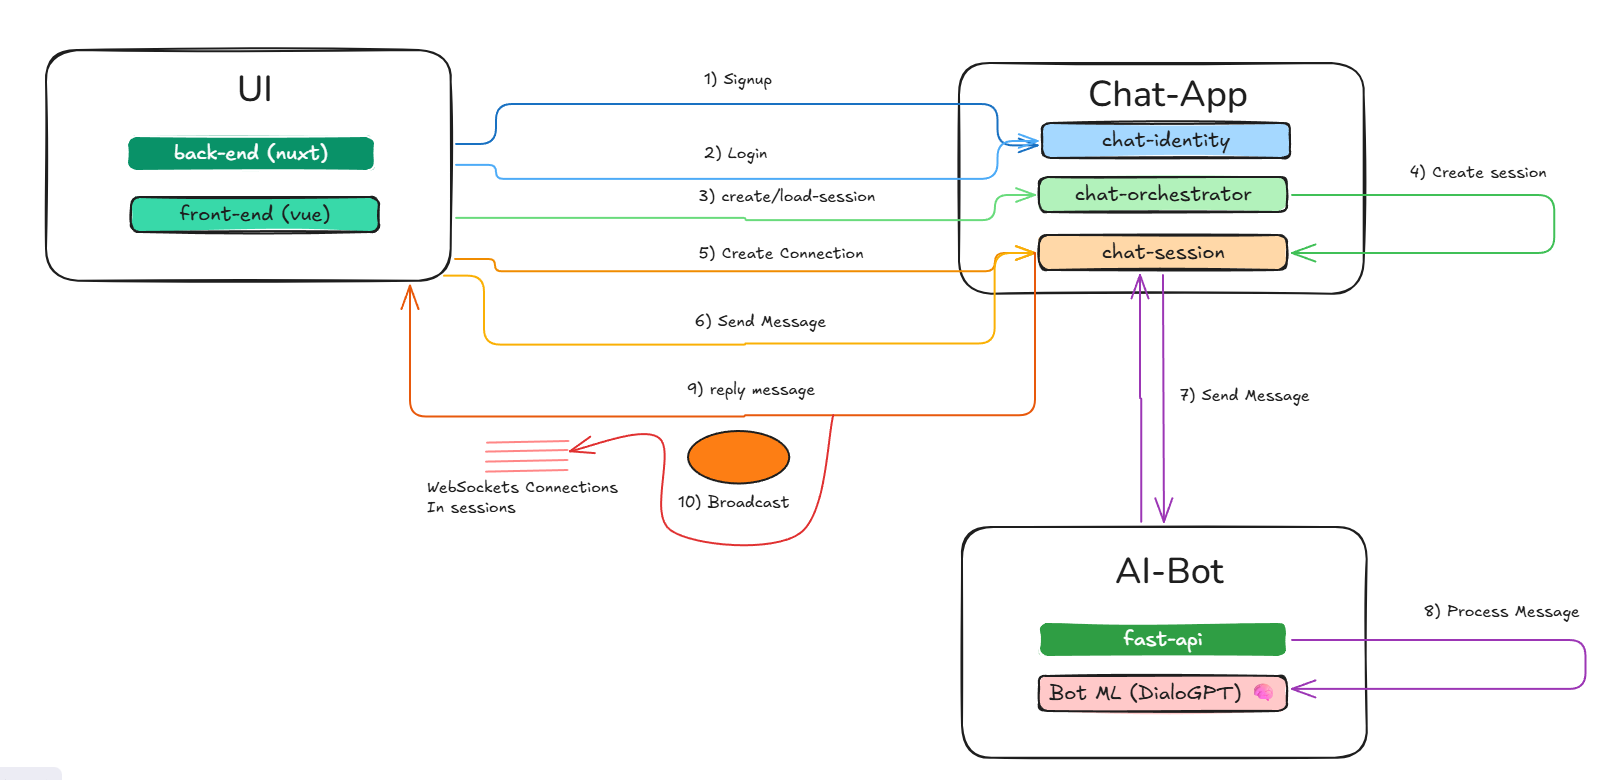 UI
back-end (nuxt)
front-end (vue)
1) Signup
2) Login
3) create/load-session
5) Create Connection
6) Send Message
9) reply message
Chat-App
chat-identity
chat-orchestrator
chat-session
4) Create session
7) Send Message
WebSockets Connections
In sessions
10) Broadcast
AI-Bot
fast-api
Bot ML (DialoGPT) 🧠
8) Process Message